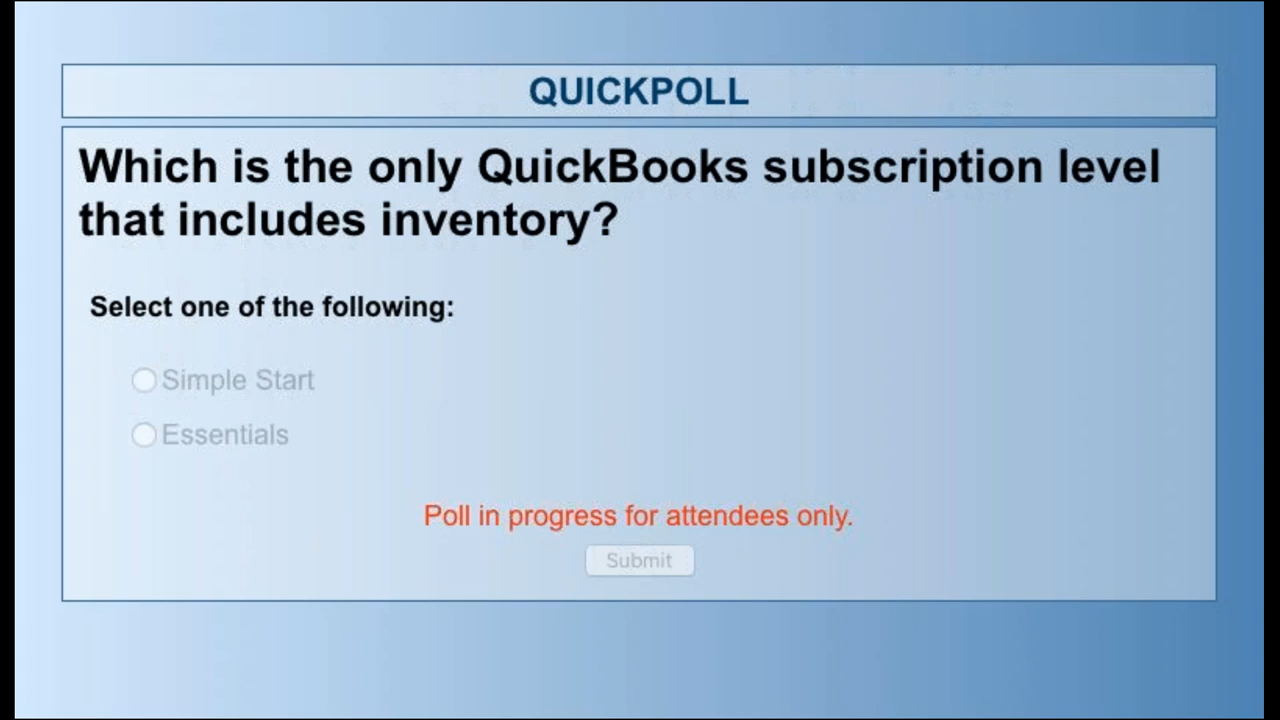 QUICKPOLL
Which is the only QuickBooks subscription level
that includes inventory?
Select one of the following:
Simple Start
Essentials
Poll in progress for attendees only.
Submit